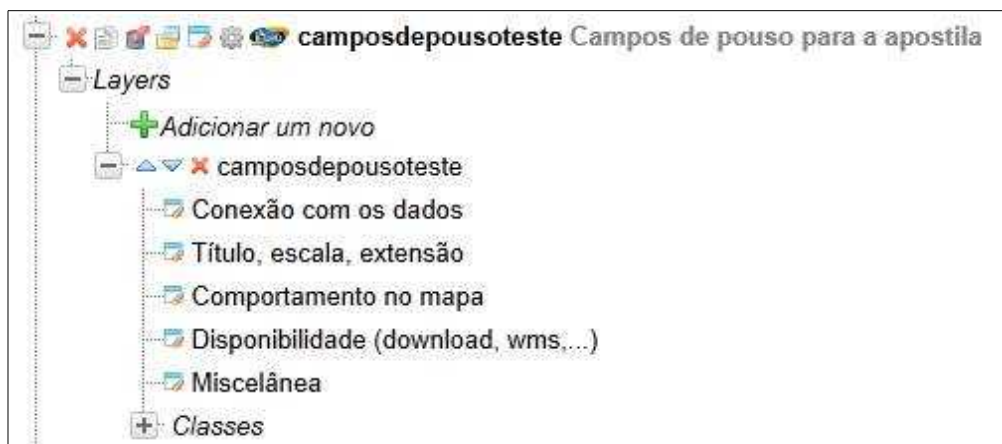 camposdepousoteste Campos de pouso para a apostila
Layers
Adicionar um novo
camposdepousoteste
Conexão com os dados
Título, escala, extensão
Comportamento no mapa
Disponibilidade (download, wms,...)
Miscelânea
Classes